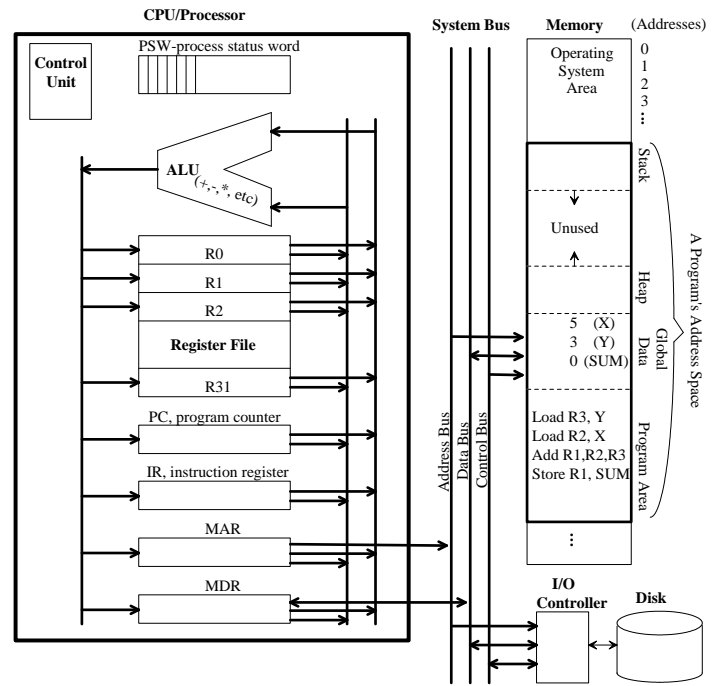 CPU/Processor
System Bus
Memory
(Addresses)
Control
Unit
PSW-process status word
ALU
(+,-,*, etc)
R0
R1
R2
Register File
R31
PC, program counter
IR, instruction register
MAR
MDR
Address Bus
Data Bus
Control Bus
Operating
System
Area
0
1
2
3
...
Stack
Unused
Heap
5 (X)
3 (Y)
0 (SUM)
Global
Data
Load R3, Y
Load R2, X
Add R1,R2,R3
Store R1, SUM
Program Area
A Program's Address Space
...
I/O
Controller
Disk